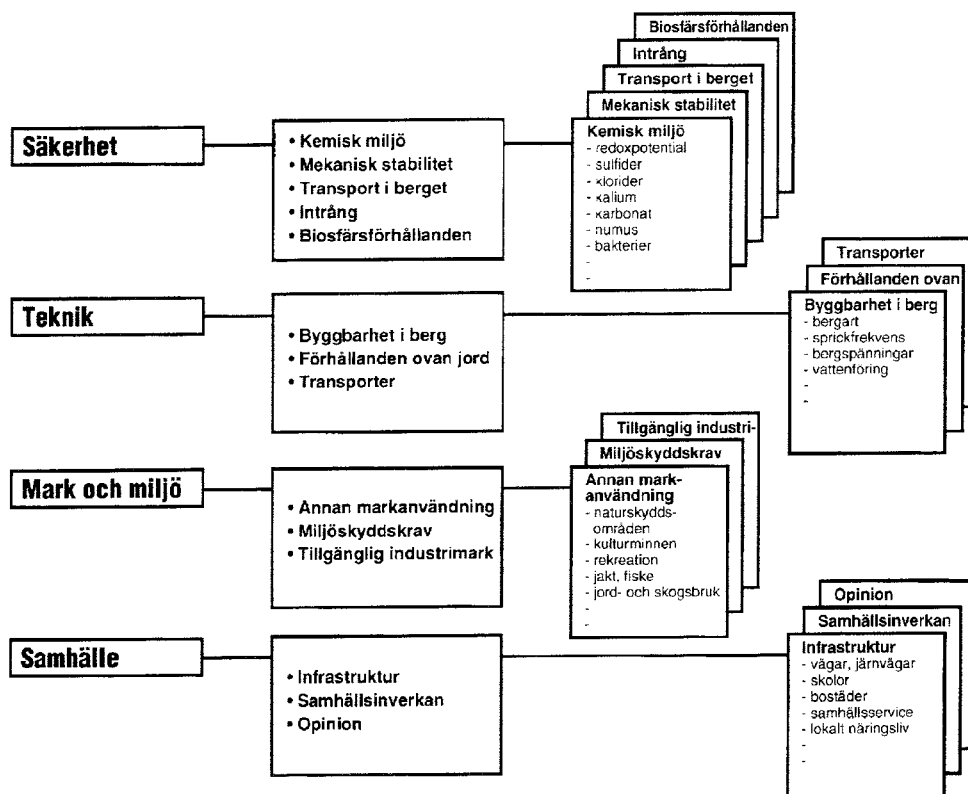 Säkerhet
• Kemisk miljö
• Mekanisk stabilitet
• Transport i berget
• Intrång
• Biosfärsförhållanden
Biosfärsförhållanden
Intrång
Transport i berget
Mekanisk stabilitet
Kemisk miljö
- redoxpotential
- sulfider
- klorider
- kalium
- karbonat
- humus
- bakterier
-
-
Teknik
• Byggbarhet i berg
• Förhållanden ovan jord
• Transporter
Transporter
Förhållanden ovan
Byggbarhet i berg
- bergart
- sprickfrekvens
- bergspänningar
- vattenföring
-
-
Mark och miljö
• Annan markanvändning
• Miljöskyddskrav
• Tillgänglig industrimark
Tillgänglig industri-
Miljöskyddskrav
Annan mark-
användning
- naturskydds-
områden
- kulturminnen
- rekreation
- jakt, fiske
- jord- och skogsbruk
-
-
Samhälle
• Infrastruktur
• Samhällsinverkan
• Opinion
Opinion
Samhällsinverkan
Infrastruktur
- vägar, järnvägar
- skolor
- bostäder
- samhällsservice
- lokalt näringsliv
-
-